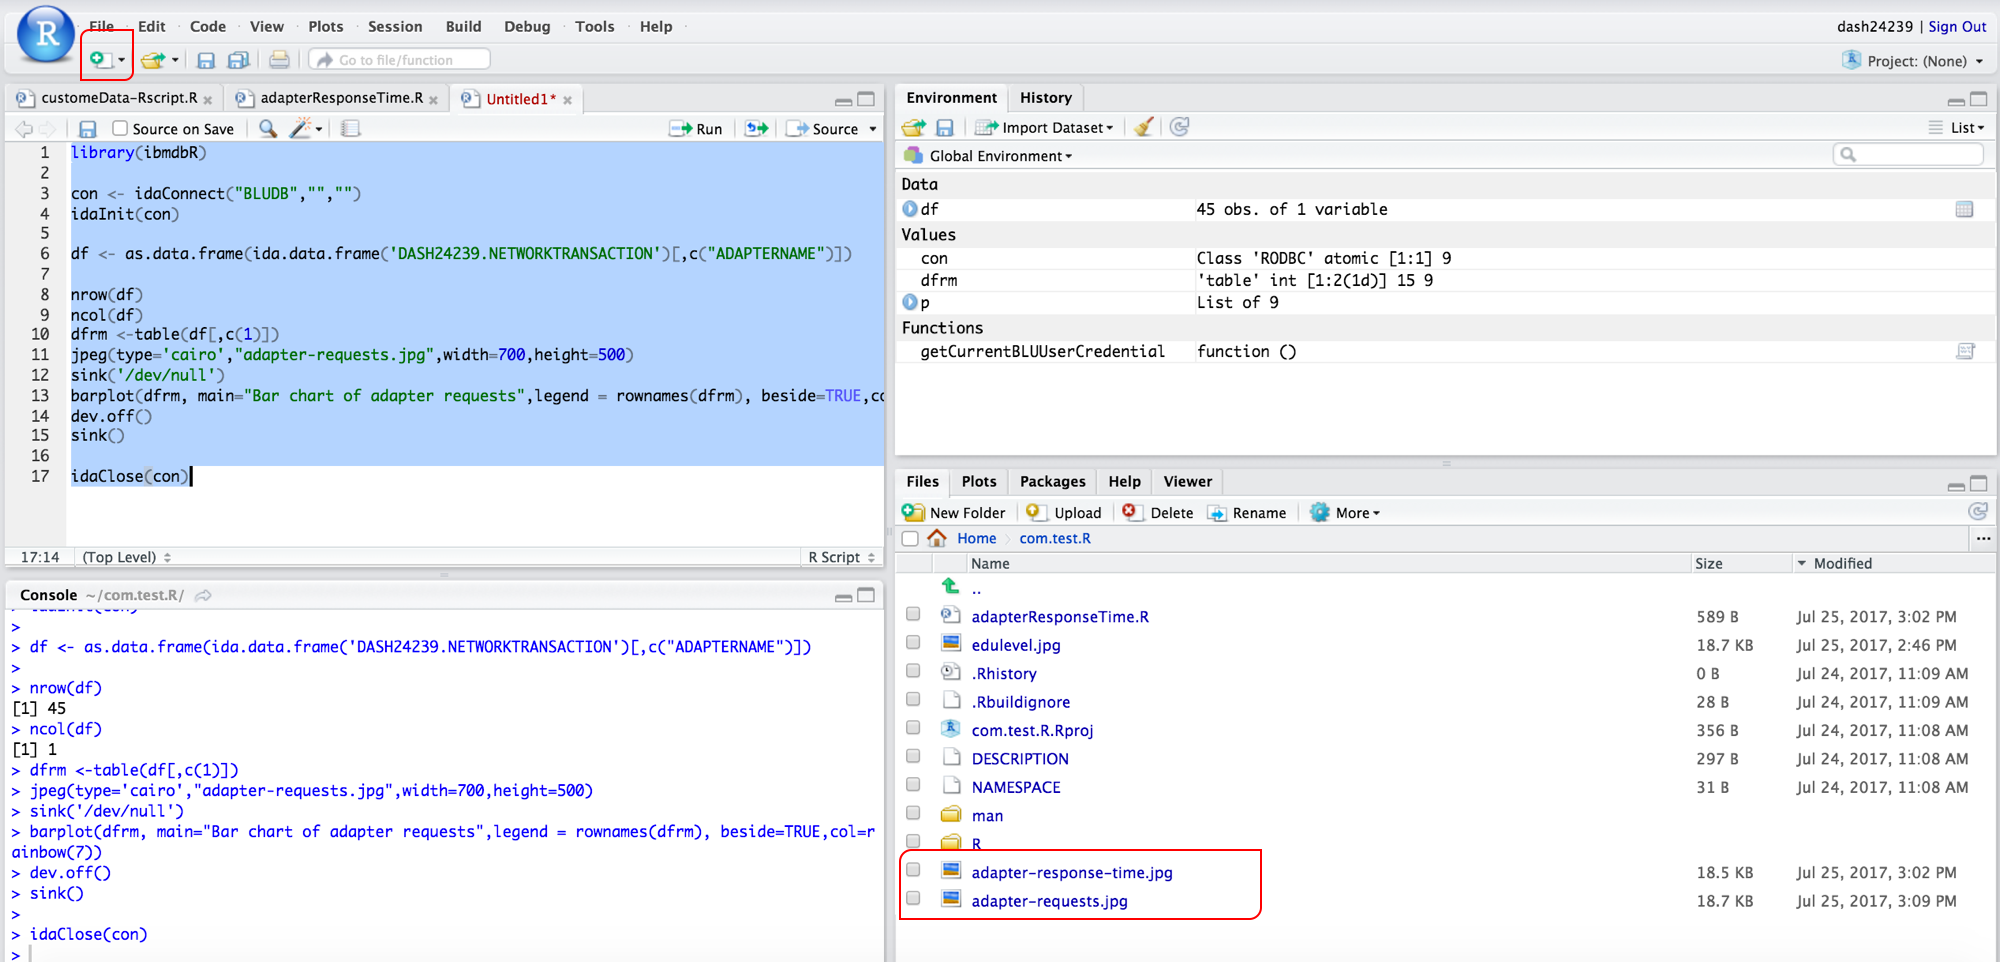 R
File Edit Code View Plots Session Build Debug Tools Help
dash24239 | Sign Out
Go to file/function
Project: (None)
customeData-Rscript.R
adapterResponseTime.R
Untitled1*
Source on Save
Run
Source
1 library(ibmdbR)
2
3 con <- idaConnect("BLUDB","","")
4 idaInit(con)
5
6 df <- as.data.frame(ida.data.frame('DASH24239.NETWORKTRANSACTION')[,c("ADAPTERNAME")])
7
8 nrow(df)
9 ncol(df)
10 dfrm <-table(df[,c(1)])
11 jpeg(type='cairo',"adapter-requests.jpg",width=700,height=500)
12 sink('/dev/null')
13 barplot(dfrm, main="Bar chart of adapter requests",legend = rownames(dfrm), beside=TRUE,co
14 dev.off()
15 sink()
16
17 idaClose(con)
17:14 (Top Level) R Script
Console ~/com.test.R/
> idaInit(con)
>
> df <- as.data.frame(ida.data.frame('DASH24239.NETWORKTRANSACTION')[,c("ADAPTERNAME")])
>
> nrow(df)
[1] 45
> ncol(df)
[1] 1
> dfrm <-table(df[,c(1)])
> jpeg(type='cairo',"adapter-requests.jpg",width=700,height=500)
> sink('/dev/null')
> barplot(dfrm, main="Bar chart of adapter requests",legend = rownames(dfrm), beside=TRUE,col=r
ainbow(7))
> dev.off()
> sink()
>
> idaClose(con)
>
Environment History
Import Dataset
List
Global Environment
Data
df 45 obs. of 1 variable
Values
con Class 'RODBC' atomic [1:1] 9
dfrm 'table' int [1:2(1d)] 15 9
p List of 9
Functions
getCurrentBLUUserCredential function ()
Files Plots Packages Help Viewer
New Folder Upload Delete Rename More
Home com.test.R ...
Name Size Modified
..
adapterResponseTime.R 589 B Jul 25, 2017, 3:02 PM
edulevel.jpg 18.7 KB Jul 25, 2017, 2:46 PM
.Rhistory 0 B Jul 24, 2017, 11:09 AM
.Rbuildignore 28 B Jul 24, 2017, 11:09 AM
com.test.R.Rproj 356 B Jul 24, 2017, 11:08 AM
DESCRIPTION 297 B Jul 24, 2017, 11:08 AM
NAMESPACE 31 B Jul 24, 2017, 11:08 AM
man
R
adapter-response-time.jpg 18.5 KB Jul 25, 2017, 3:02 PM
adapter-requests.jpg 18.7 KB Jul 25, 2017, 3:09 PM